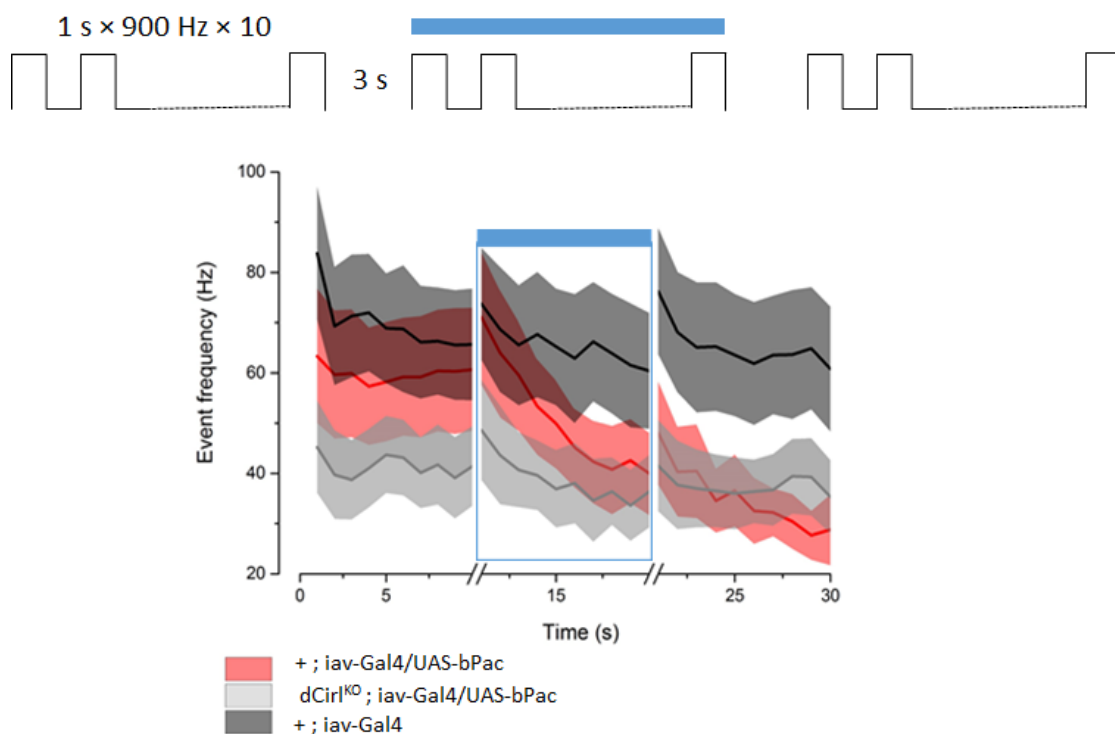 1 s × 900 Hz × 10
3 s
100
80
60
40
20
Event frequency (Hz)
0
5
15
25
30
Time (s)
+ ; iav-Gal4/UAS-bPac
dCirlᴷᴼ ; iav-Gal4/UAS-bPac
+ ; iav-Gal4